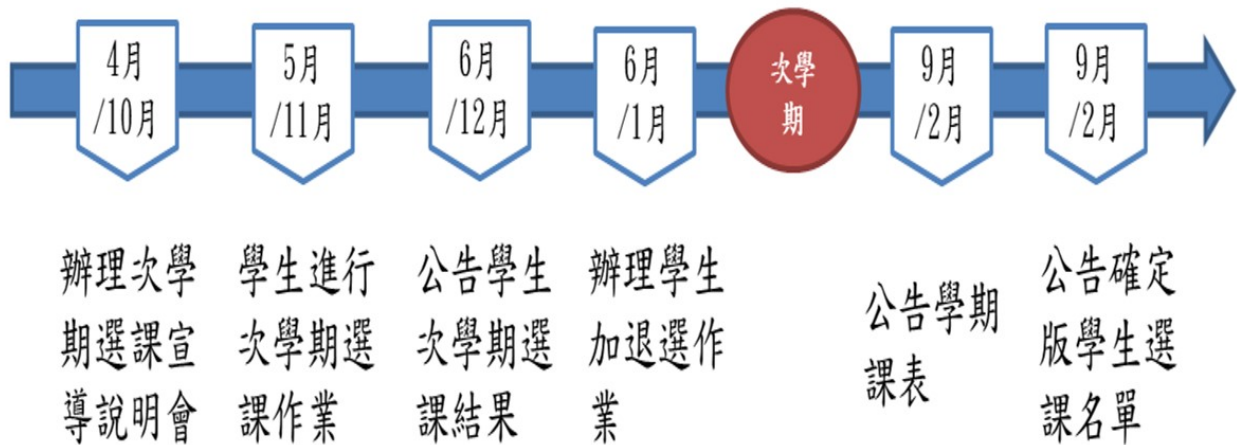 4月
/10月
5月
/11月
6月
/12月
6月
/1月
次學
期
9月
/2月
9月
/2月
辦理次學
期選課宣
導說明會
學生進行
次學期選
課作業
公告學生
次學期選
課結果
辦理學生
加退選作
業
公告學期
課表
公告確定
版學生選
課名單